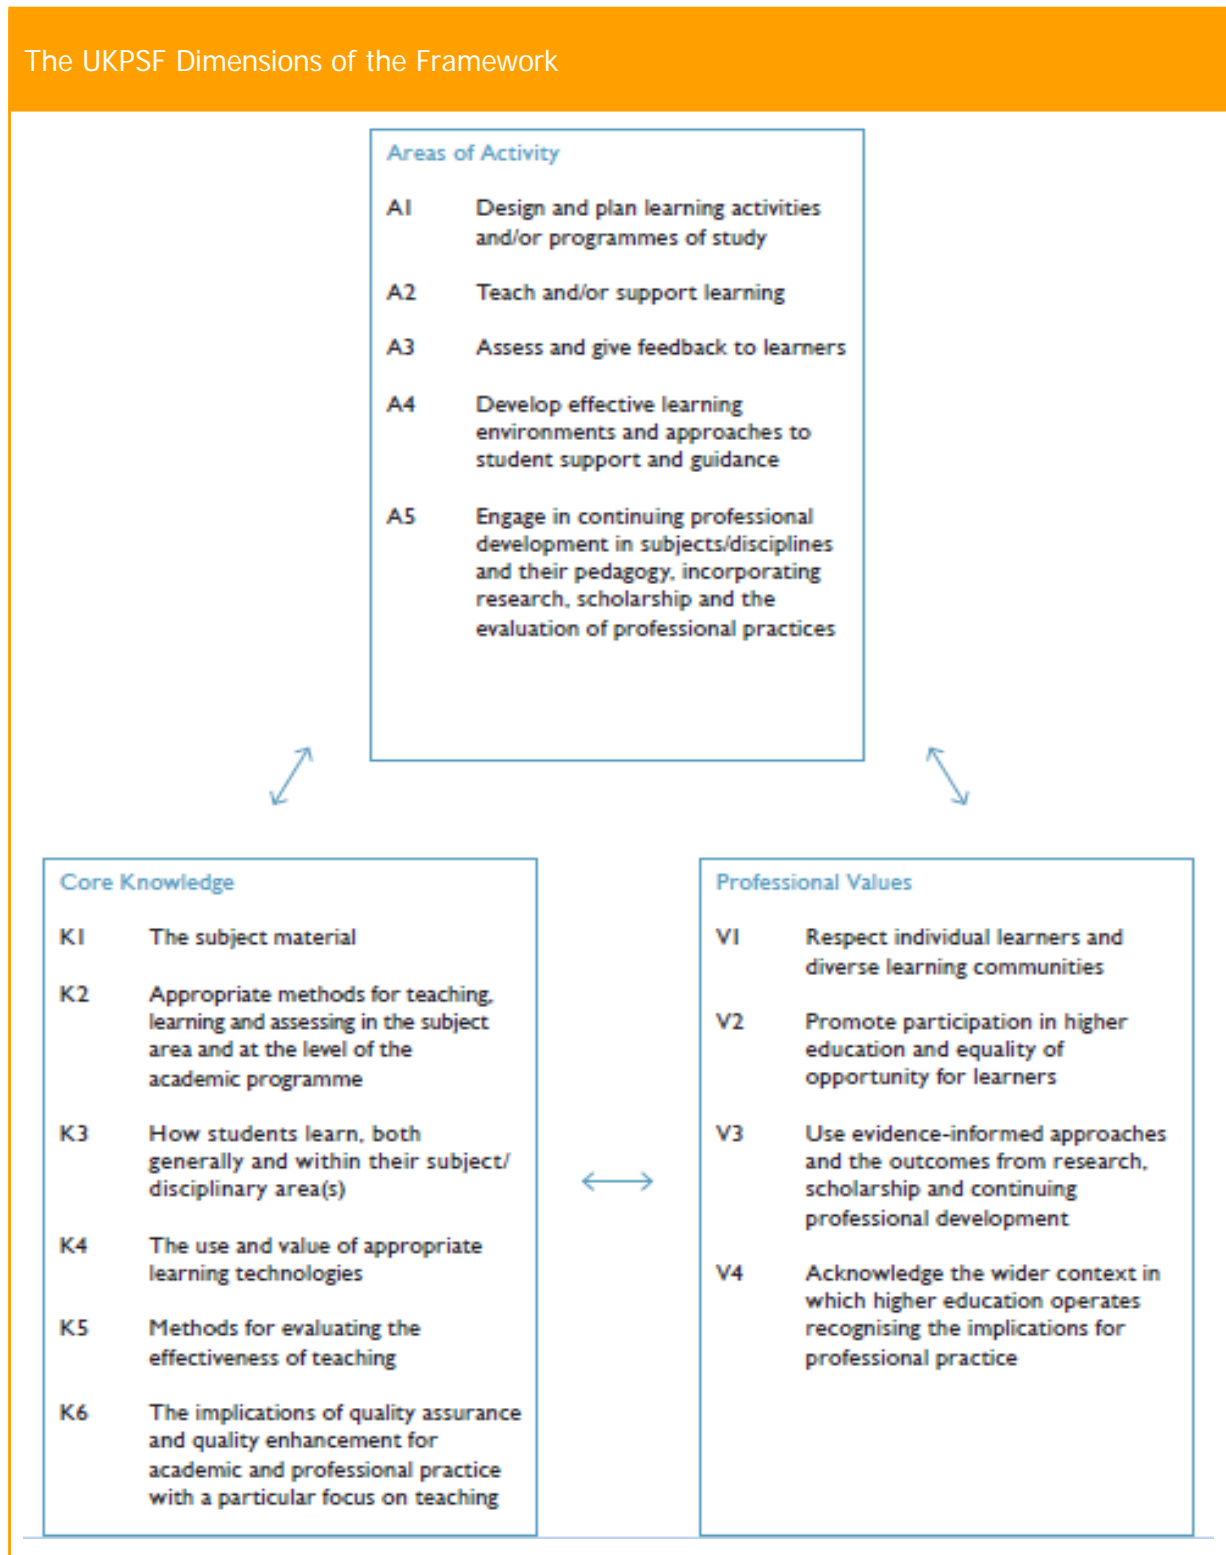 The UKPSF Dimensions of the Framework
Areas of Activity
A1 Design and plan learning activities
and/or programmes of study
A2 Teach and/or support learning
A3 Assess and give feedback to learners
A4 Develop effective learning
environments and approaches to
student support and guidance
A5 Engage in continuing professional
development in subjects/disciplines
and their pedagogy, incorporating
research, scholarship and the
evaluation of professional practices
Core Knowledge
K1 The subject material
K2 Appropriate methods for teaching,
learning and assessing in the subject
area and at the level of the
academic programme
K3 How students learn, both
generally and within their subject/
disciplinary area(s)
K4 The use and value of appropriate
learning technologies
K5 Methods for evaluating the
effectiveness of teaching
K6 The implications of quality assurance
and quality enhancement for
academic and professional practice
with a particular focus on teaching
Professional Values
V1 Respect individual learners and
diverse learning communities
V2 Promote participation in higher
education and equality of
opportunity for learners
V3 Use evidence-informed approaches
and the outcomes from research,
scholarship and continuing
professional development
V4 Acknowledge the wider context in
which higher education operates
recognising the implications for
professional practice